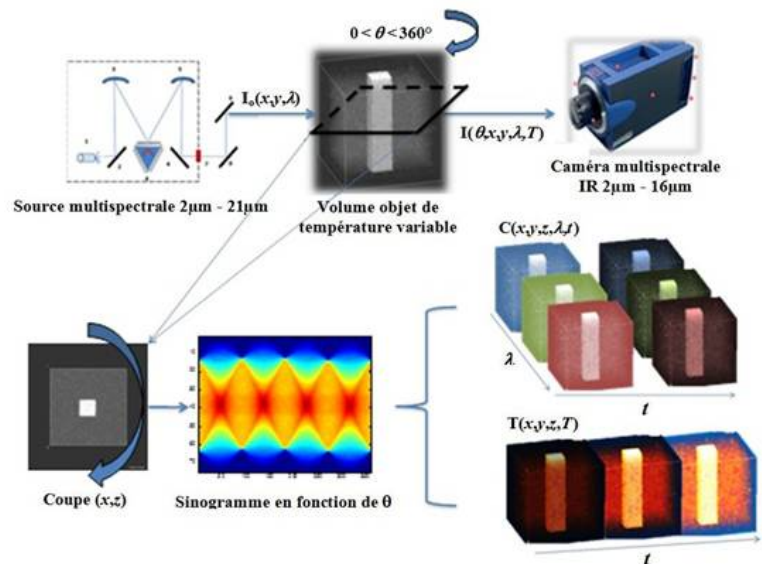 0 < θ < 360°
I₀(x,y,λ)
I(θ,x,y,λ,T)
Source multispectrale 2µm - 21µm
Volume objet de
température variable
Caméra multispectrale
IR 2µm - 16µm
C(x,y,z,λ,t)
λ
t
T(x,y,z,T)
t
Coupe (x,z)
Sinogramme en fonction de θ